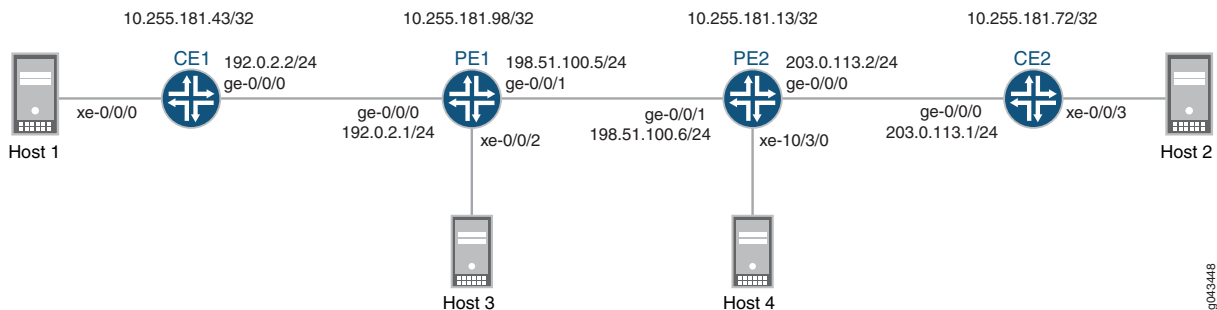 10.255.181.43/32
10.255.181.98/32
10.255.181.13/32
10.255.181.72/32
CE1
192.0.2.2/24
ge-0/0/0
PE1
198.51.100.5/24
ge-0/0/1
PE2
203.0.113.2/24
ge-0/0/0
CE2
xe-0/0/0
ge-0/0/0
192.0.2.1/24
xe-0/0/2
ge-0/0/1
198.51.100.6/24
xe-10/3/0
ge-0/0/0
203.0.113.1/24
xe-0/0/3
Host 1
Host 2
Host 3
Host 4
g043448